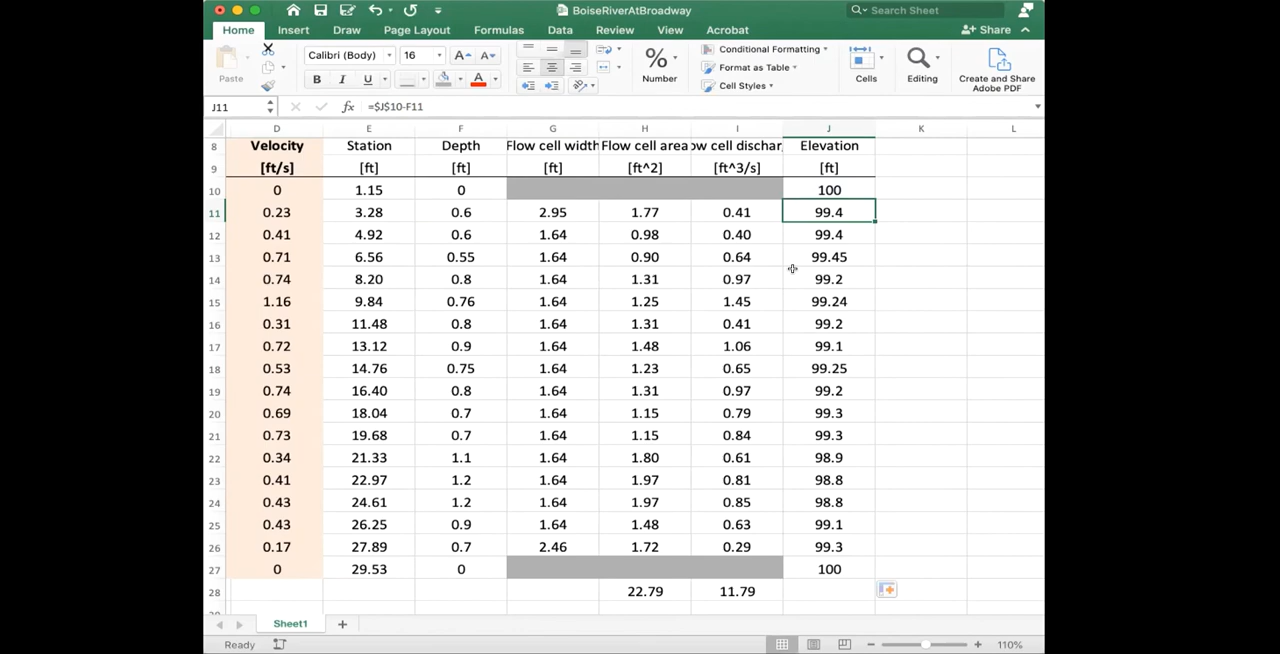 BoiseRiverAtBroadway
Search Sheet
Home Insert Draw Page Layout Formulas Data Review View Acrobat Share
Paste
Calibri (Body) 16 A A
B I U A
% Number
Conditional Formatting
Format as Table
Cell Styles
Cells
Editing
Create and Share
Adobe PDF
J11 fx =$J$10-F11
D E F G H I J K L
8 Velocity Station Depth Flow cell width Flow cell area ow cell dischar Elevation
9 [ft/s] [ft] [ft] [ft] [ft^2] [ft^3/s] [ft]
10 0 1.15 0 100
11 0.23 3.28 0.6 2.95 1.77 0.41 99.4
12 0.41 4.92 0.6 1.64 0.98 0.40 99.4
13 0.71 6.56 0.55 1.64 0.90 0.64 99.45
14 0.74 8.20 0.8 1.64 1.31 0.97 99.2
15 1.16 9.84 0.76 1.64 1.25 1.45 99.24
16 0.31 11.48 0.8 1.64 1.31 0.41 99.2
17 0.72 13.12 0.9 1.64 1.48 1.06 99.1
18 0.53 14.76 0.75 1.64 1.23 0.65 99.25
19 0.74 16.40 0.8 1.64 1.31 0.97 99.2
20 0.69 18.04 0.7 1.64 1.15 0.79 99.3
21 0.73 19.68 0.7 1.64 1.15 0.84 99.3
22 0.34 21.33 1.1 1.64 1.80 0.61 98.9
23 0.41 22.97 1.2 1.64 1.97 0.81 98.8
24 0.43 24.61 1.2 1.64 1.97 0.85 98.8
25 0.43 26.25 0.9 1.64 1.48 0.63 99.1
26 0.17 27.89 0.7 2.46 1.72 0.29 99.3
27 0 29.53 0 100
28 22.79 11.79
Sheet1
Ready 110%